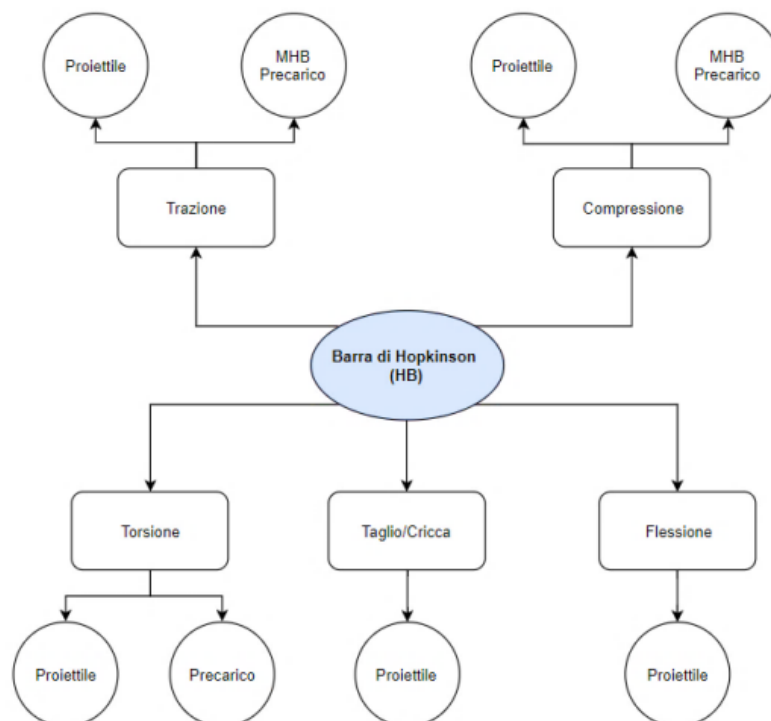 Proiettile
MHB
Precarico
Proiettile
MHB
Precarico
Trazione
Compressione
Barra di Hopkinson
(HB)
Torsione
Taglio/Cricca
Flessione
Proiettile
Precarico
Proiettile
Proiettile